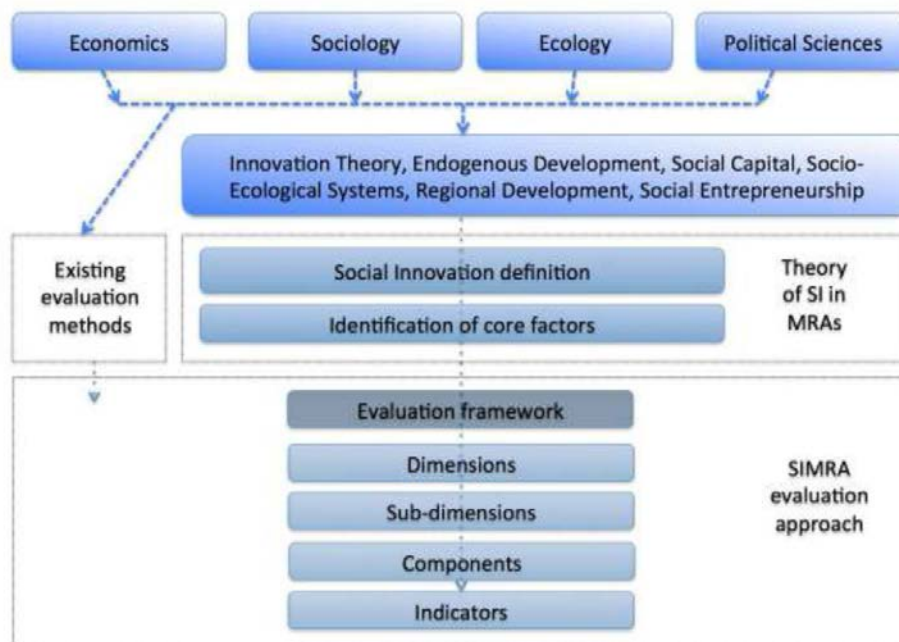 Economics
Sociology
Ecology
Political Sciences
Innovation Theory, Endogenous Development, Social Capital, Socio-
Ecological Systems, Regional Development, Social Entrepreneurship
Existing
evaluation
methods
Social Innovation definition
Identification of core factors
Theory
of SI in
MRAs
Evaluation framework
Dimensions
Sub-dimensions
Components
Indicators
SIMRA
evaluation
approach